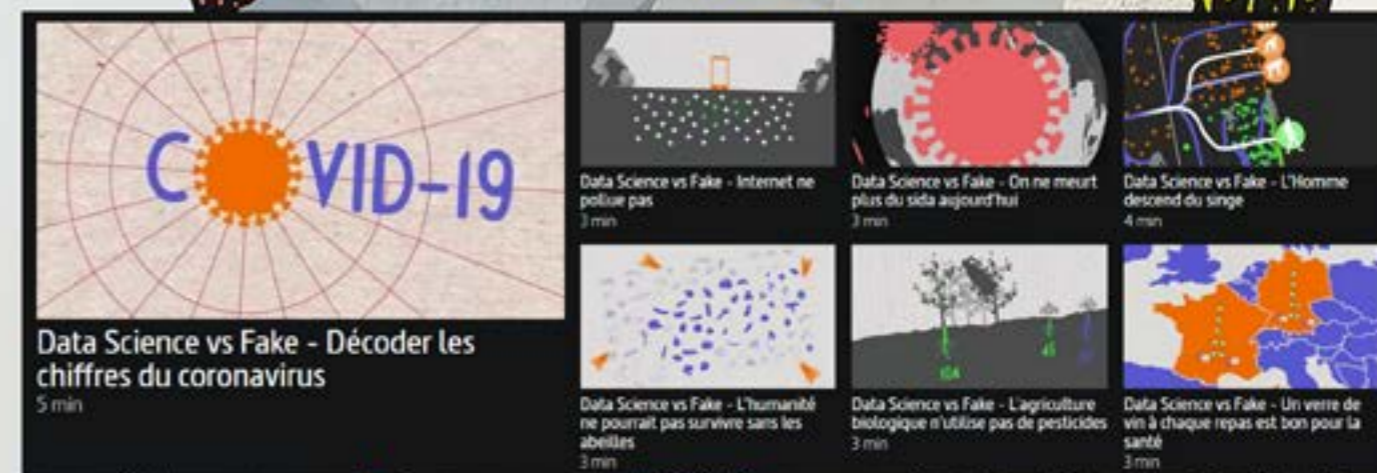 COVID-19
Data Science vs Fake - Décoder les
chiffres du coronavirus
5 min
Data Science vs Fake - Internet ne
pollue pas
3 min
Data Science vs Fake - On ne meurt
plus du sida aujourd'hui
3 min
Data Science vs Fake - L'Homme
descend du singe
4 min
Data Science vs Fake - L'humanité
ne pourrait pas survivre sans les
abeilles
3 min
Data Science vs Fake - L'agriculture
biologique n'utilise pas de pesticides
3 min
Data Science vs Fake - Un verre de
vin à chaque repas est bon pour la
santé
3 min